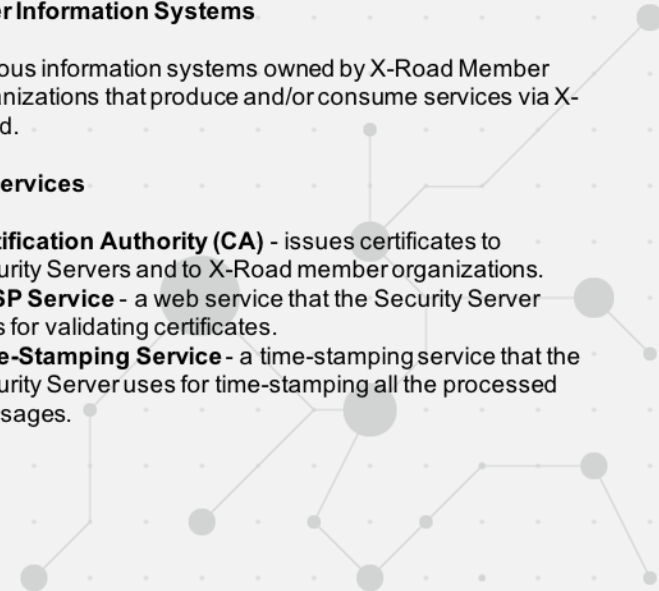 er Information Systems
ous information systems owned by X-Road Member
anizations that produce and/or consume services via X-
d.
ervices
tification Authority (CA) - issues certificates to
urity Servers and to X-Road member organizations.
SP Service - a web service that the Security Server
s for validating certificates.
e-Stamping Service - a time-stamping service that the
urity Server uses for time-stamping all the processed
sages.